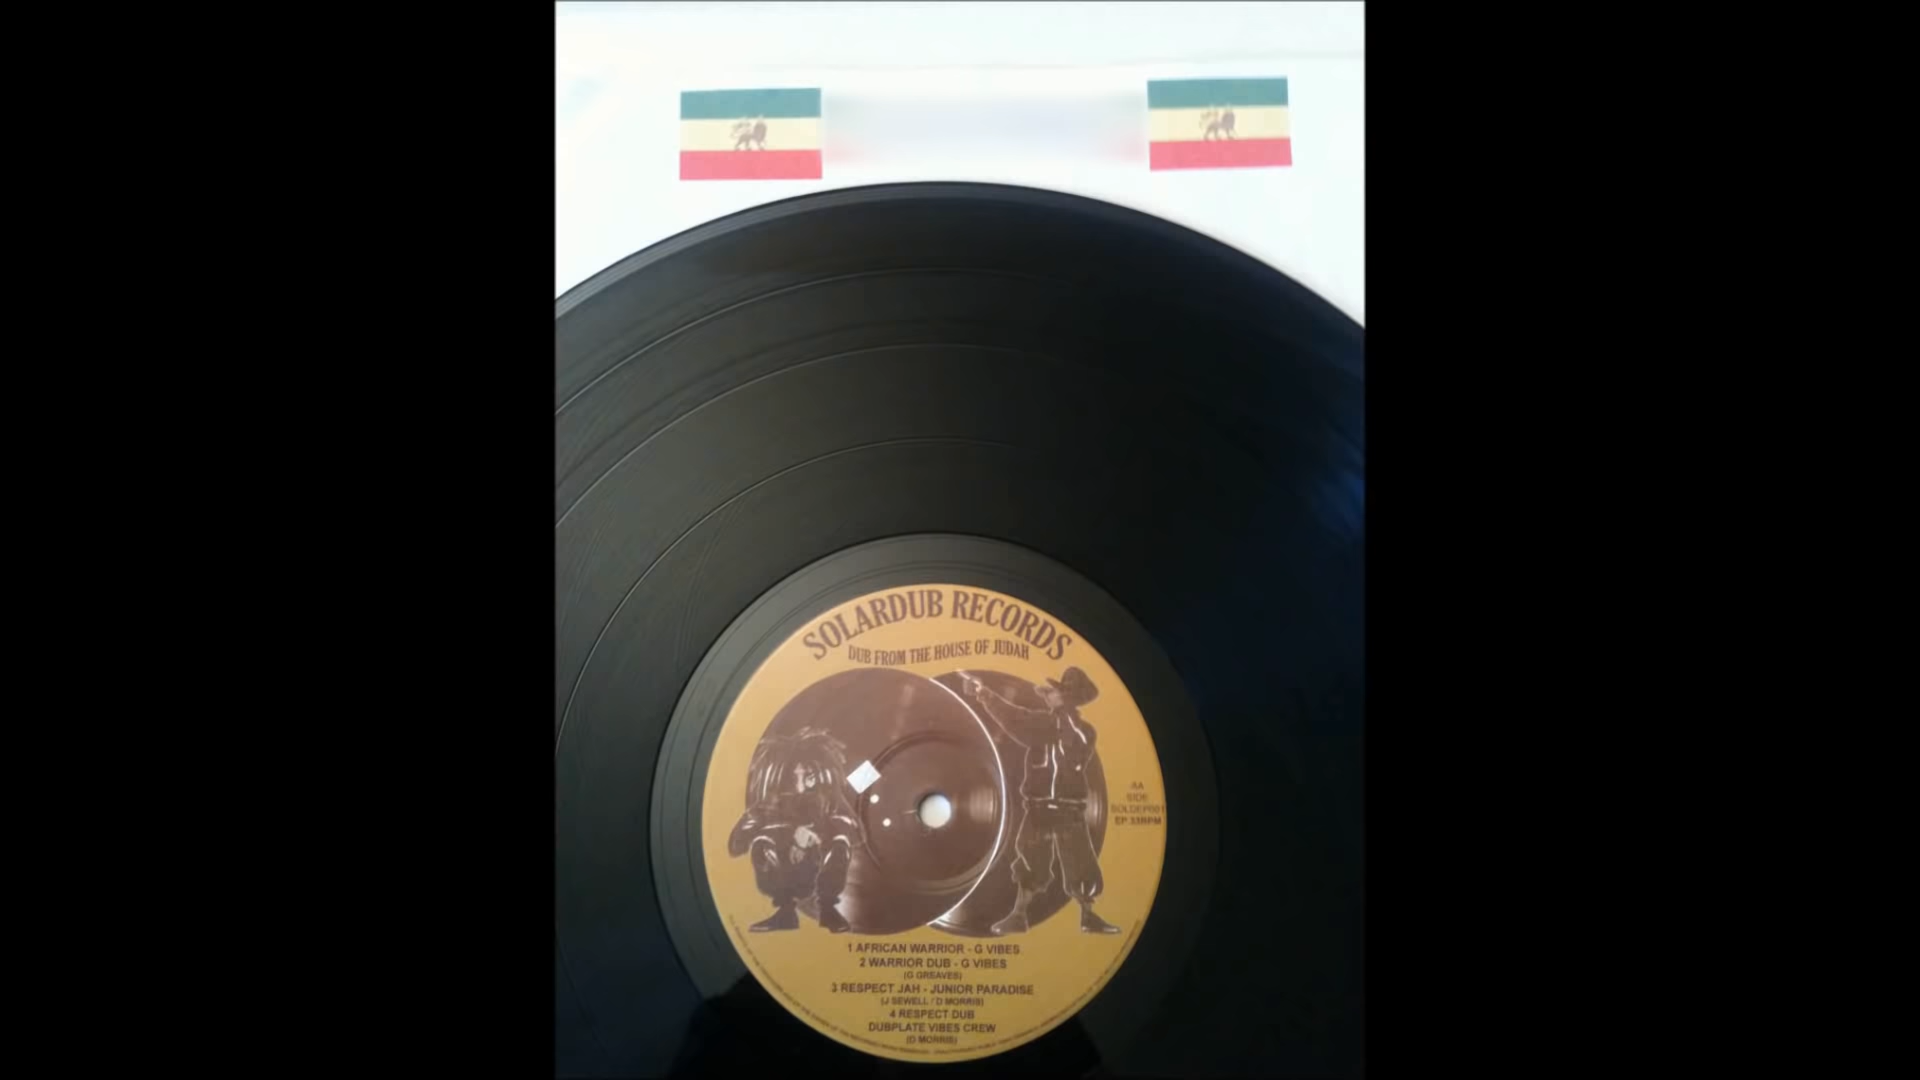 SOLARDUB RECORDS
DUB FROM THE HOUSE OF JUDAH
AA
SIDE
SOLDEP001
EP 33RPM
1 AFRICAN WARRIOR - G VIBES
2 WARRIOR DUB - G VIBES
(G GREAVES)
3 RESPECT JAH - JUNIOR PARADISE
(J SEWELL / D MORRIS)
4 RESPECT DUB
DUBPLATE VIBES CREW
(D MORRIS)